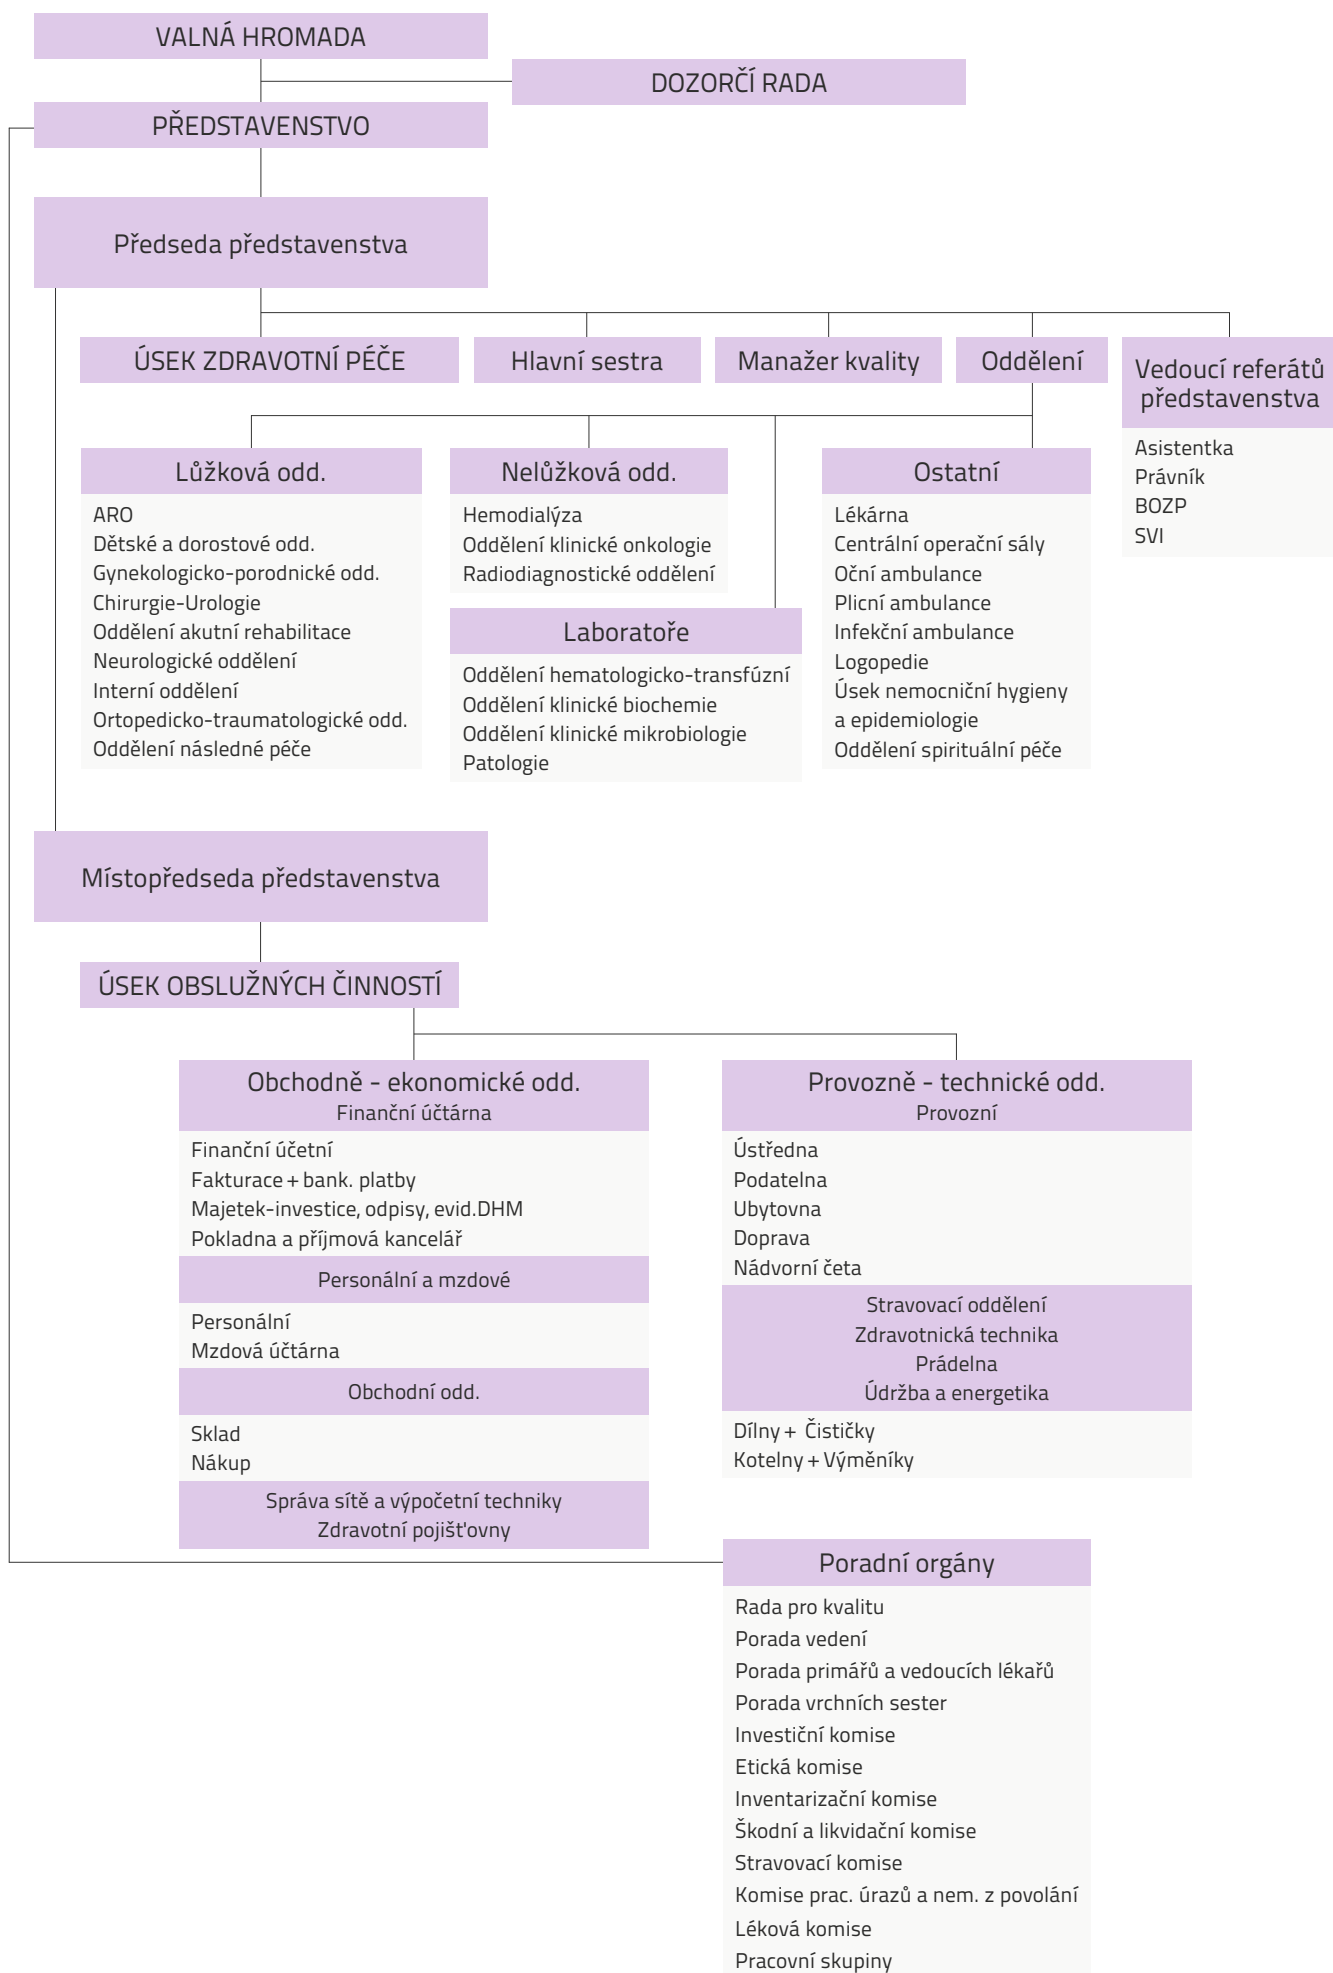 VALNÁ HROMADA
DOZORČÍ RADA
PŘEDSTAVENSTVO
Předseda představenstva
ÚSEK ZDRAVOTNÍ PÉČE
Hlavní sestra
Manažer kvality
Oddělení
Vedoucí referátů
představenstva
Asistentka
Právník
BOZP
SVI
Lůžková odd.
ARO
Dětské a dorostové odd.
Gynekologicko-porodnické odd.
Chirurgie-Urologie
Oddělení akutní rehabilitace
Neurologické oddělení
Interní oddělení
Ortopedicko-traumatologické odd.
Oddělení následné péče
Nelůžková odd.
Hemodialýza
Oddělení klinické onkologie
Radiodiagnostické oddělení
Laboratoře
Oddělení hematologicko-transfúzní
Oddělení klinické biochemie
Oddělení klinické mikrobiologie
Patologie
Ostatní
Lékárna
Centrální operační sály
Oční ambulance
Plicní ambulance
Infekční ambulance
Logopedie
Úsek nemocniční hygieny
a epidemiologie
Oddělení spirituální péče
Místopředseda představenstva
ÚSEK OBSLUŽNÝCH ČINNOSTÍ
Obchodně - ekonomické odd.
Finanční účtárna
Finanční účetní
Fakturace + bank. platby
Majetek-investice, odpisy, evid.DHM
Pokladna a příjmová kancelář
Personální a mzdové
Personální
Mzdová účtárna
Obchodní odd.
Sklad
Nákup
Správa sítě a výpočetní techniky
Zdravotní pojišt'ovny
Provozně - technické odd.
Provozní
Ústředna
Podatelna
Ubytovna
Doprava
Nádvorní četa
Stravovací oddělení
Zdravotnická technika
Prádelna
Údržba a energetika
Dílny + Čističky
Kotelny + Výměníky
Poradní orgány
Rada pro kvalitu
Porada vedení
Porada primářů a vedoucích lékařů
Porada vrchních sester
Investiční komise
Etická komise
Inventarizační komise
Škodní a likvidační komise
Stravovací komise
Komise prac. úrazů a nem. z povolání
Léková komise
Pracovní skupiny